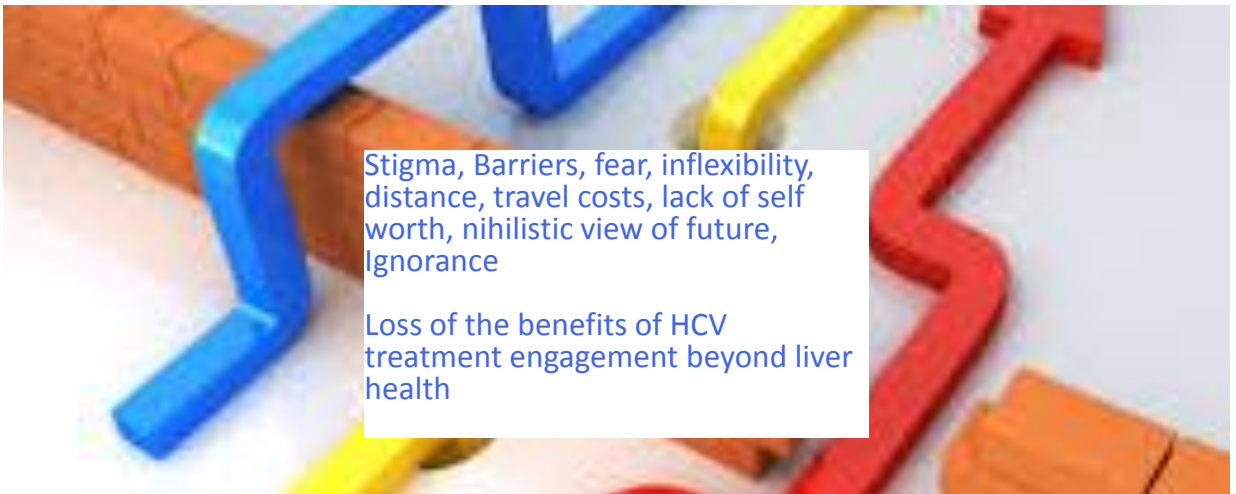 Stigma, Barriers, fear, inflexibility,
distance, travel costs, lack of self
worth, nihilistic view of future,
Ignorance
Loss of the benefits of HCV
treatment engagement beyond liver
health